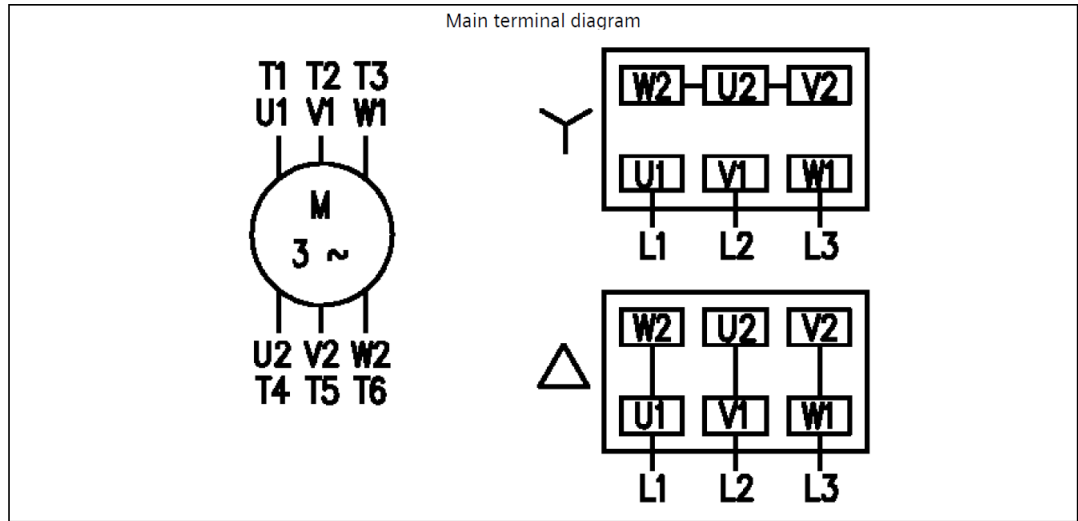 Main terminal diagram
T1 T2 T3
U1 V1 W1
M
3 ~
U2 V2 W2
T4 T5 T6
W2 U2 V2
U1 V1 W1
L1 L2 L3
W2 U2 V2
U1 V1 W1
L1 L2 L3